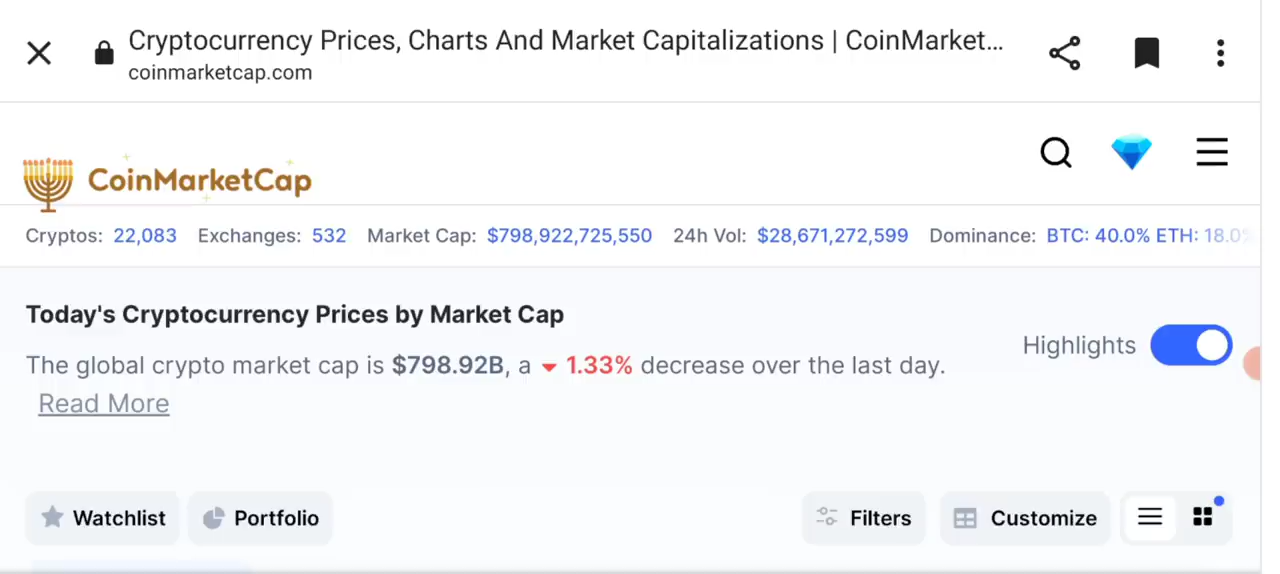 Cryptocurrency Prices, Charts And Market Capitalizations | CoinMarket...
coinmarketcap.com
CoinMarketCap
Cryptos: 22,083 Exchanges: 532 Market Cap: $798,922,725,550 24h Vol: $28,671,272,599 Dominance: BTC: 40.0% ETH: 18.0%
Today's Cryptocurrency Prices by Market Cap
The global crypto market cap is $798.92B, a 1.33% decrease over the last day.
Highlights
Read More
Watchlist Portfolio Filters Customize